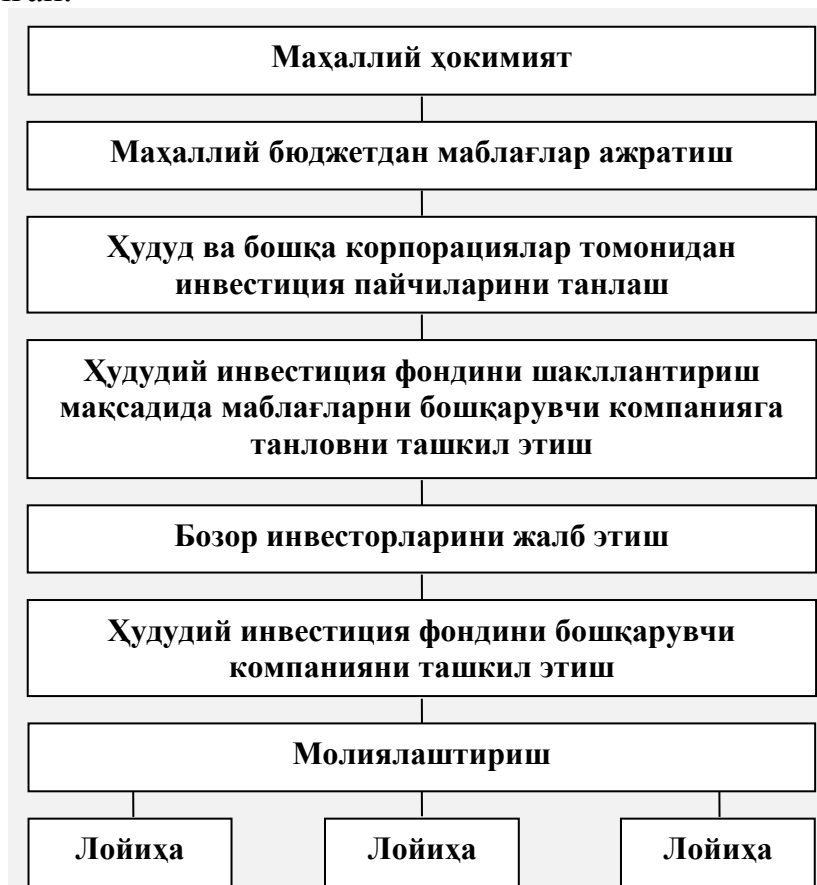 Маҳаллий ҳокимият
Маҳаллий бюджетдан маблағлар ажратиш
Ҳудуд ва бошқа корпорациялар томонидан
инвестиция пайчиларини танлаш
Ҳудудий инвестиция фондини шакллантириш
мақсадида маблағларни бошқарувчи компанияга
танловни ташкил этиш
Бозор инвесторларини жалб этиш
Ҳудудий инвестиция фондини бошқарувчи
компанияни ташкил этиш
Молиялаштириш
Лойиҳа Лойиҳа Лойиҳа